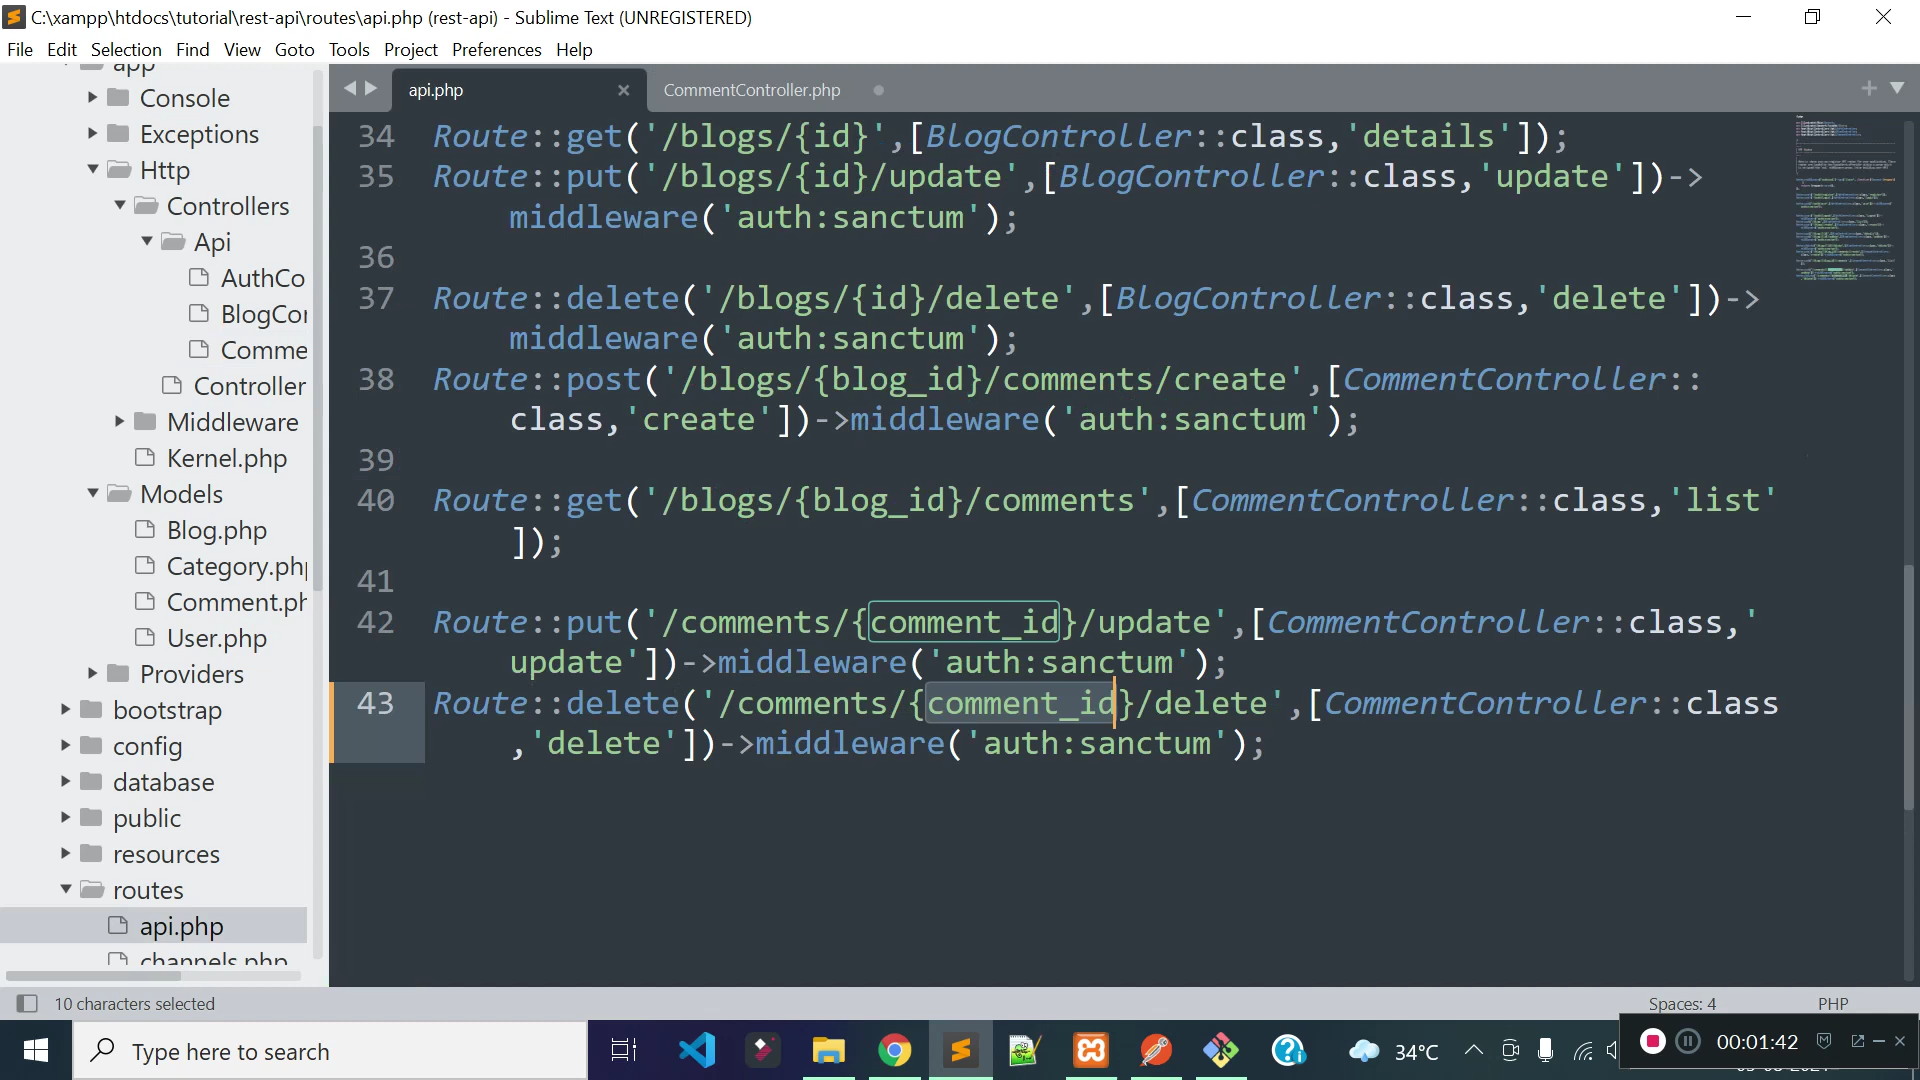 C:\xampp\htdocs\tutorial\rest-api\routes\api.php (rest-api) - Sublime Text (UNREGISTERED)
File Edit Selection Find View Goto Tools Project Preferences Help
app
Console
Exceptions
Http
Controllers
Api
AuthCo
BlogCor
Comme
Controller
Middleware
Kernel.php
Models
Blog.php
Category.php
Comment.ph
User.php
Providers
bootstrap
config
database
public
resources
routes
api.php
channels.php
api.php
CommentController.php
34 Route::get('/blogs/{id}',[BlogController::class,'details']);
35 Route::put('/blogs/{id}/update',[BlogController::class,'update'])->
middleware('auth:sanctum');
36
37 Route::delete('/blogs/{id}/delete',[BlogController::class,'delete'])->
middleware('auth:sanctum');
38 Route::post('/blogs/{blog_id}/comments/create',[CommentController::
class,'create'])->middleware('auth:sanctum');
39
40 Route::get('/blogs/{blog_id}/comments',[CommentController::class,'list'
]);
41
42 Route::put('/comments/{comment_id}/update',[CommentController::class,'
update'])->middleware('auth:sanctum');
43 Route::delete('/comments/{comment_id}/delete',[CommentController::class
,'delete'])->middleware('auth:sanctum');
10 characters selected
Spaces: 4
PHP
Type here to search
34°C
00:01:42